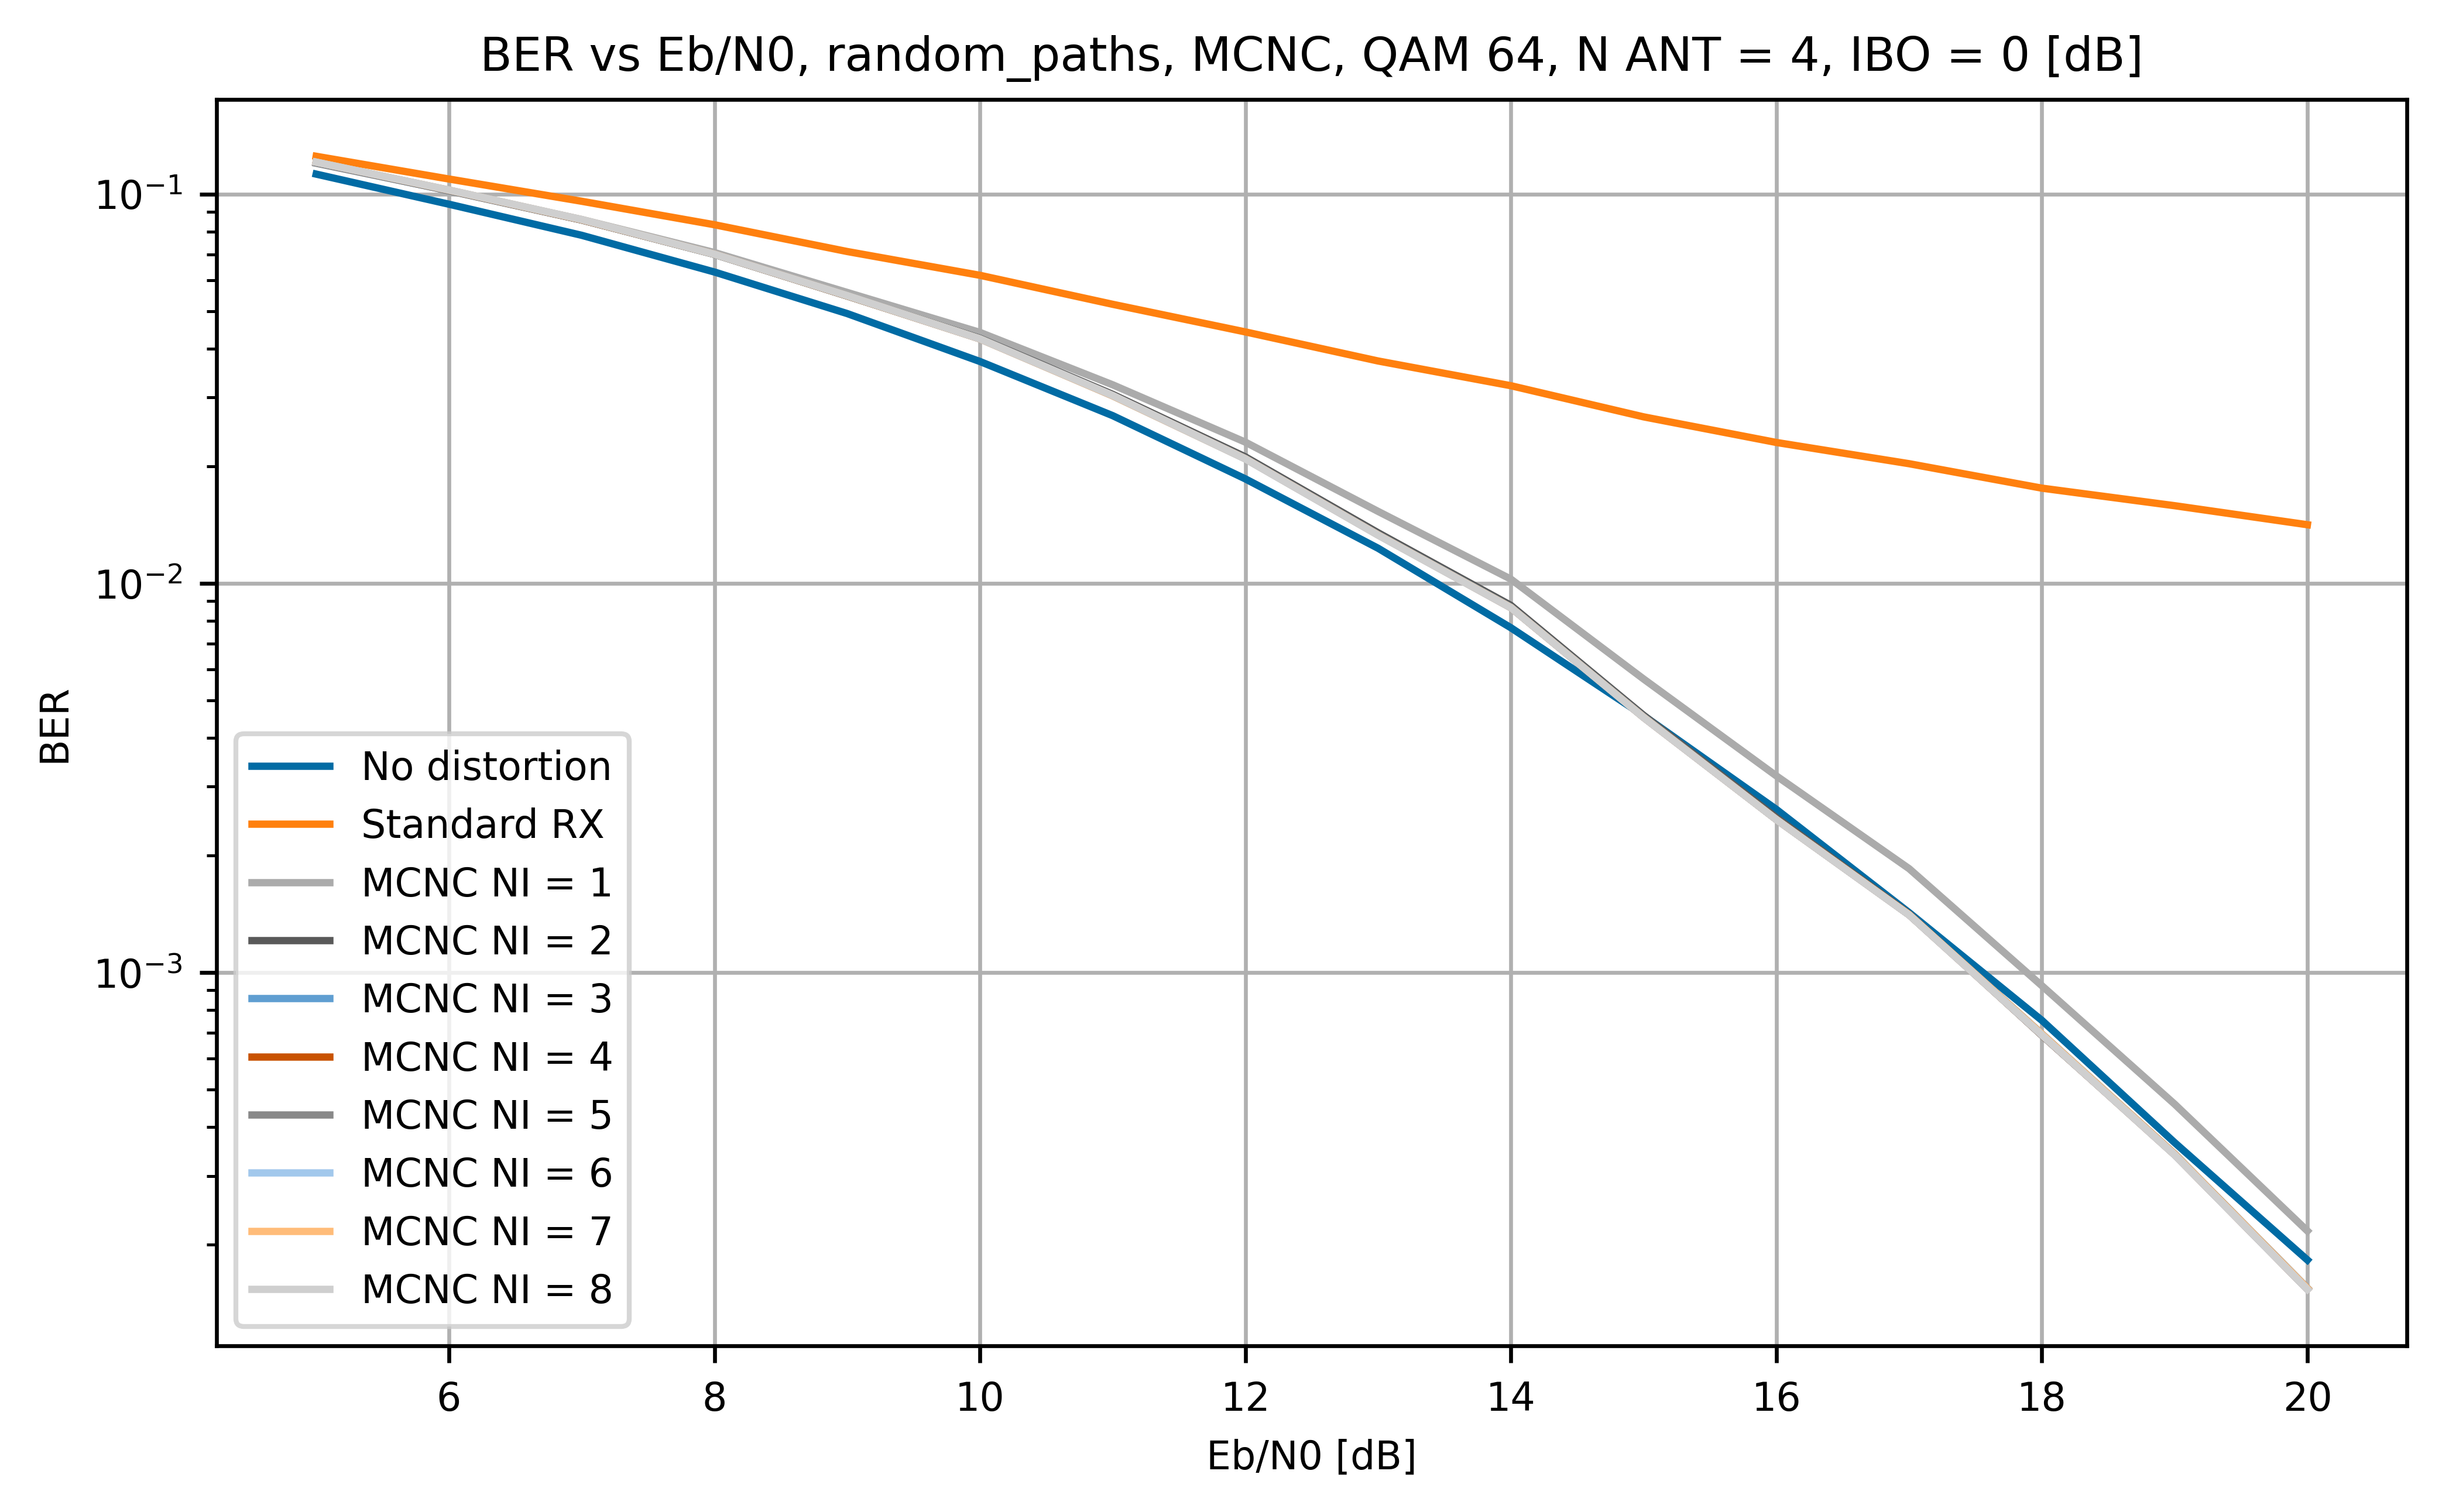 BER vs Eb/N0, random_paths, MCNC, QAM 64, N ANT = 4, IBO = 0 [dB]
10⁻¹
10⁻²
10⁻³
BER
No distortion
Standard RX
MCNC NI = 1
MCNC NI = 2
MCNC NI = 3
MCNC NI = 4
MCNC NI = 5
MCNC NI = 6
MCNC NI = 7
MCNC NI = 8
6 8 10 12 14 16 18 20
Eb/N0 [dB]